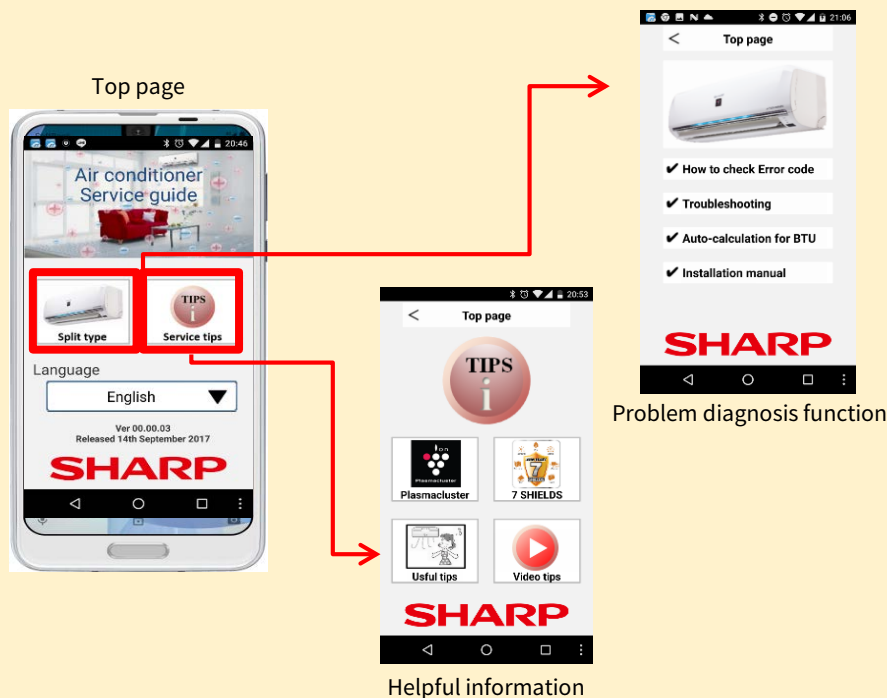 Top page
20:46
Air conditioner
Service guide
Split type
TIPS
i
Service tips
Language
English
Ver 00.00.03
Released 14th September 2017
SHARP
21:06
Top page
How to check Error code
Troubleshooting
Auto-calculation for BTU
Installation manual
SHARP
Problem diagnosis function
20:53
Top page
TIPS
i
Ion
Plasmacluster
Plasmacluster
7
7 SHIELDS
Usful tips
Video tips
SHARP
Helpful information